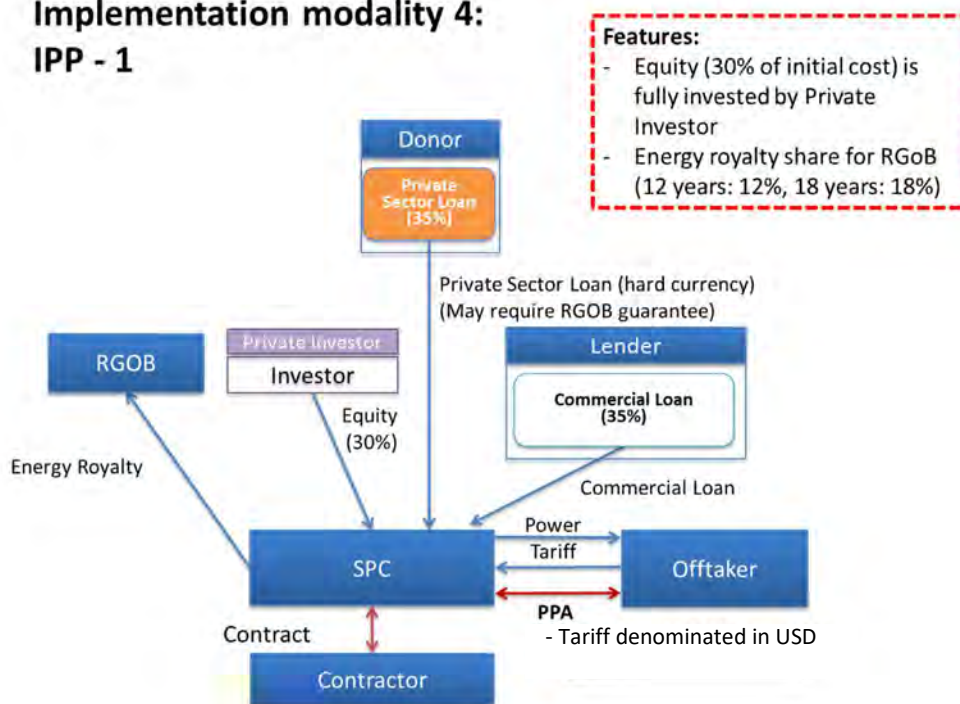 Implementation modality 4:
IPP - 1
Features:
- Equity (30% of initial cost) is
fully invested by Private
Investor
- Energy royalty share for RGoB
(12 years: 12%, 18 years: 18%)
Donor
Private
Sector Loan
(35%)
Private Sector Loan (hard currency)
(May require RGOB guarantee)
RGOB
Private Investor
Investor
Lender
Commercial Loan
(35%)
Equity
(30%)
Energy Royalty
Commercial Loan
SPC
Power
Tariff
Offtaker
PPA
- Tariff denominated in USD
Contract
Contractor